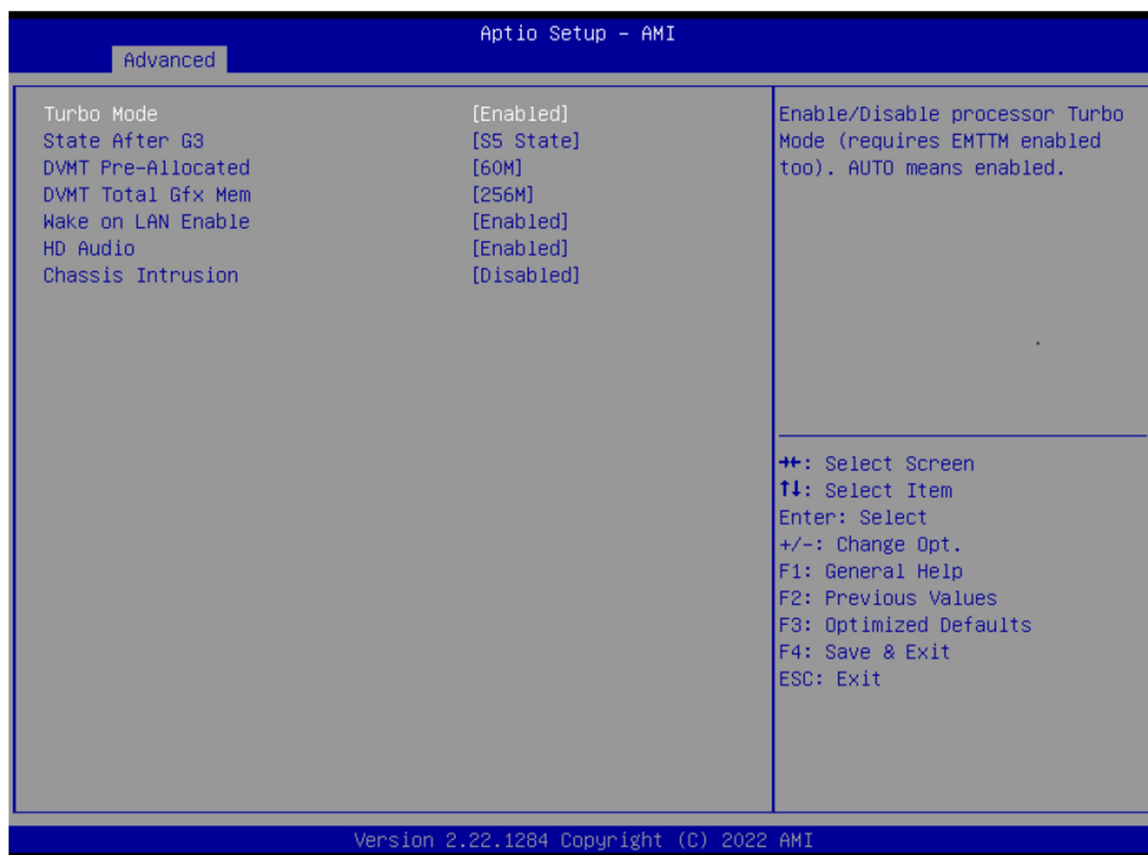 Aptio Setup – AMI
Advanced
Turbo Mode [Enabled]
State After G3 [S5 State]
DVMT Pre-Allocated [60M]
DVMT Total Gfx Mem [256M]
Wake on LAN Enable [Enabled]
HD Audio [Enabled]
Chassis Intrusion [Disabled]
Enable/Disable processor Turbo
Mode (requires EMTTM enabled
too). AUTO means enabled.
→←: Select Screen
↑↓: Select Item
Enter: Select
+/-: Change Opt.
F1: General Help
F2: Previous Values
F3: Optimized Defaults
F4: Save & Exit
ESC: Exit
Version 2.22.1284 Copyright (C) 2022 AMI